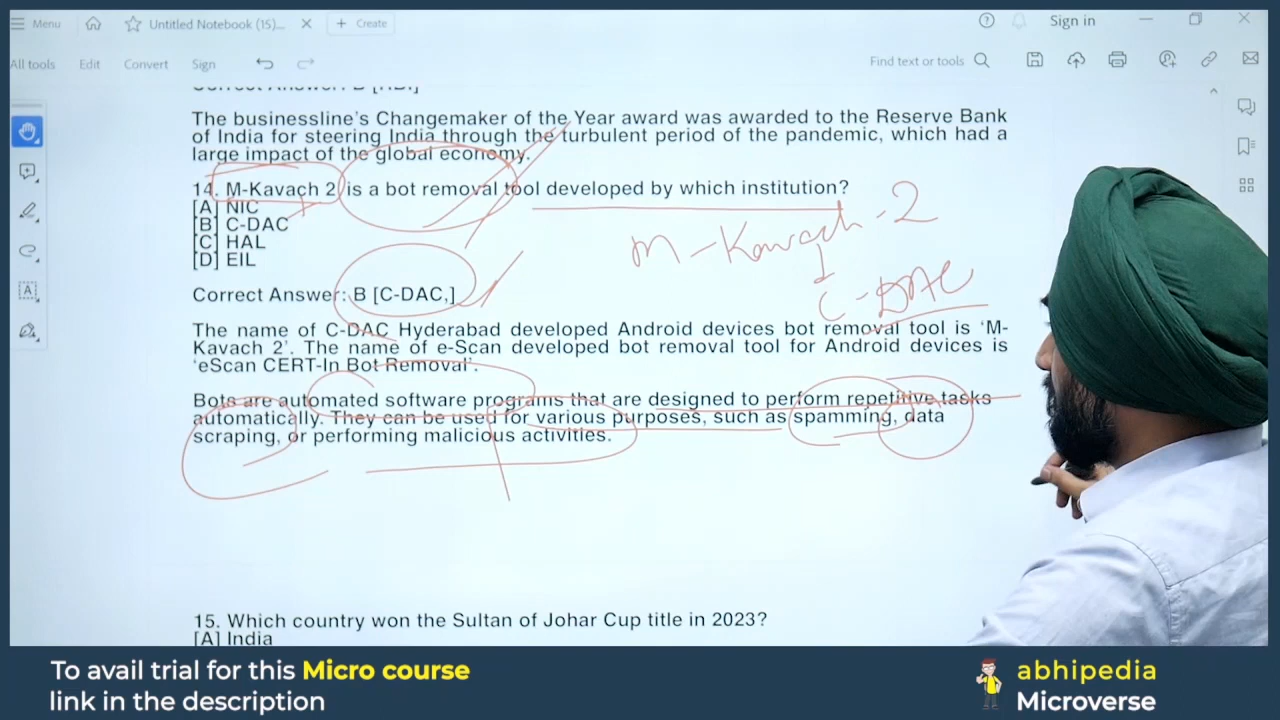 Menu
Untitled Notebook (15)...
+ Create
Sign in
All tools
Edit
Convert
Sign
Find text or tools
The businessline's Changemaker of the Year award was awarded to the Reserve Bank
of India for steering India through the turbulent period of the pandemic, which had a
large impact of the global economy.
14. M-Kavach 2 is a bot removal tool developed by which institution?
[A] NIC
[B] C-DAC
[C] HAL
[D] EIL
M-Kavach-2
C-DAC
Correct Answer: B [C-DAC,]
The name of C-DAC Hyderabad developed Android devices bot removal tool is ‘M-
Kavach 2’. The name of e-Scan developed bot removal tool for Android devices is
‘eScan CERT-In Bot Removal’.
Bots are automated software programs that are designed to perform repetitive tasks
automatically. They can be used for various purposes, such as spamming, data
scraping, or performing malicious activities.
15. Which country won the Sultan of Johar Cup title in 2023?
[A] India
To avail trial for this Micro course
link in the description
abhipedia
Microverse